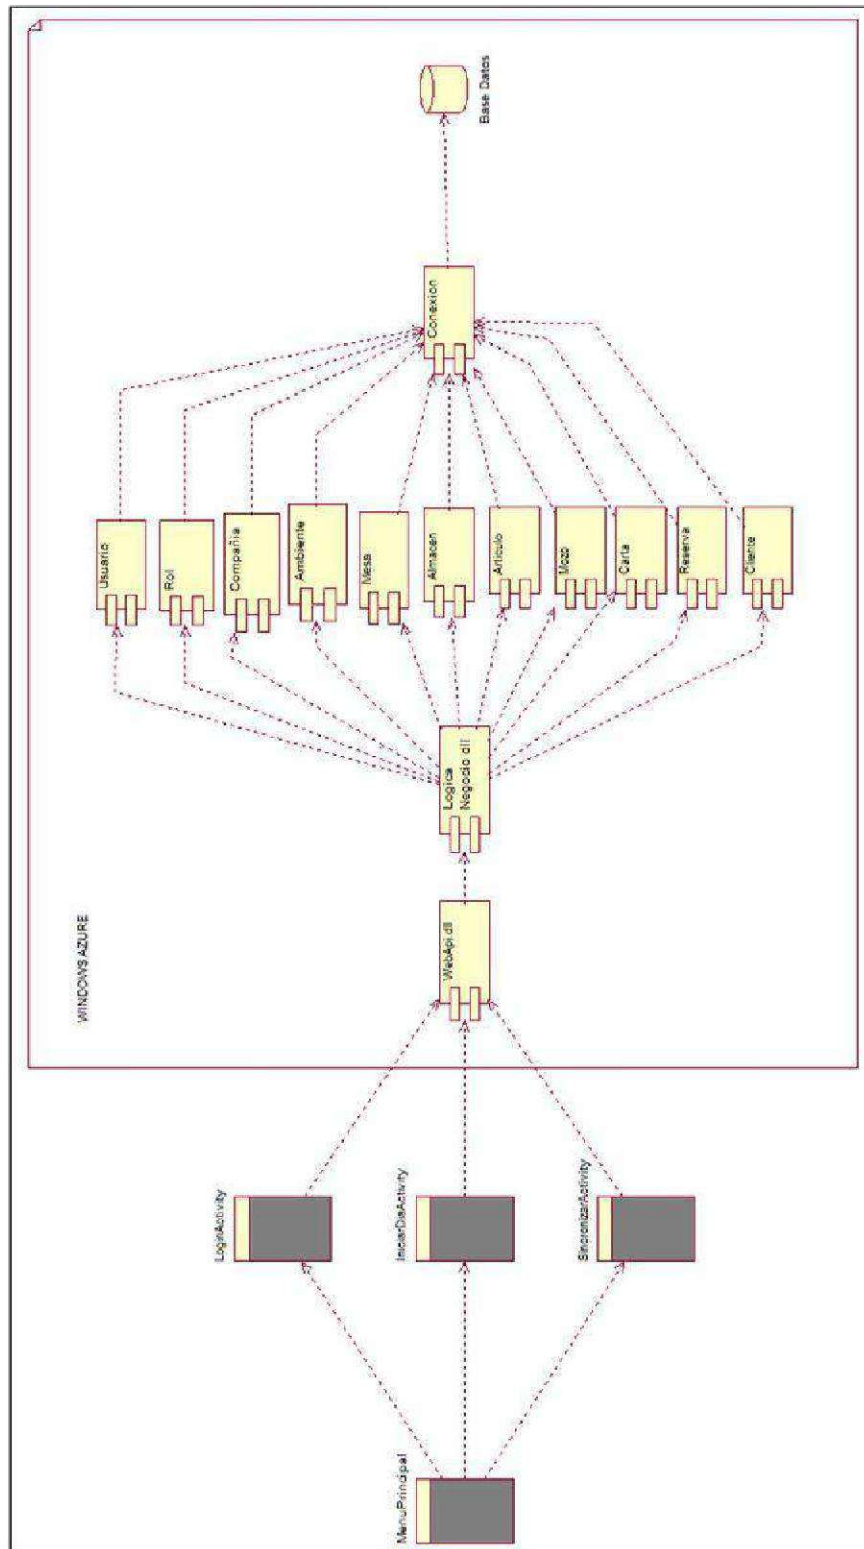 WINDOWS AZURE
Base Datos
Conexion
Usuario
Rol
Compañia
Ambiente
Mesa
Almacen
Articulo
Mozo
Carta
Reserva
Cliente
Logica
Negocio.dll
WebApi.dll
LoginActivity
IniciarDiaActivity
SincronizarActivity
MenuPrincipal